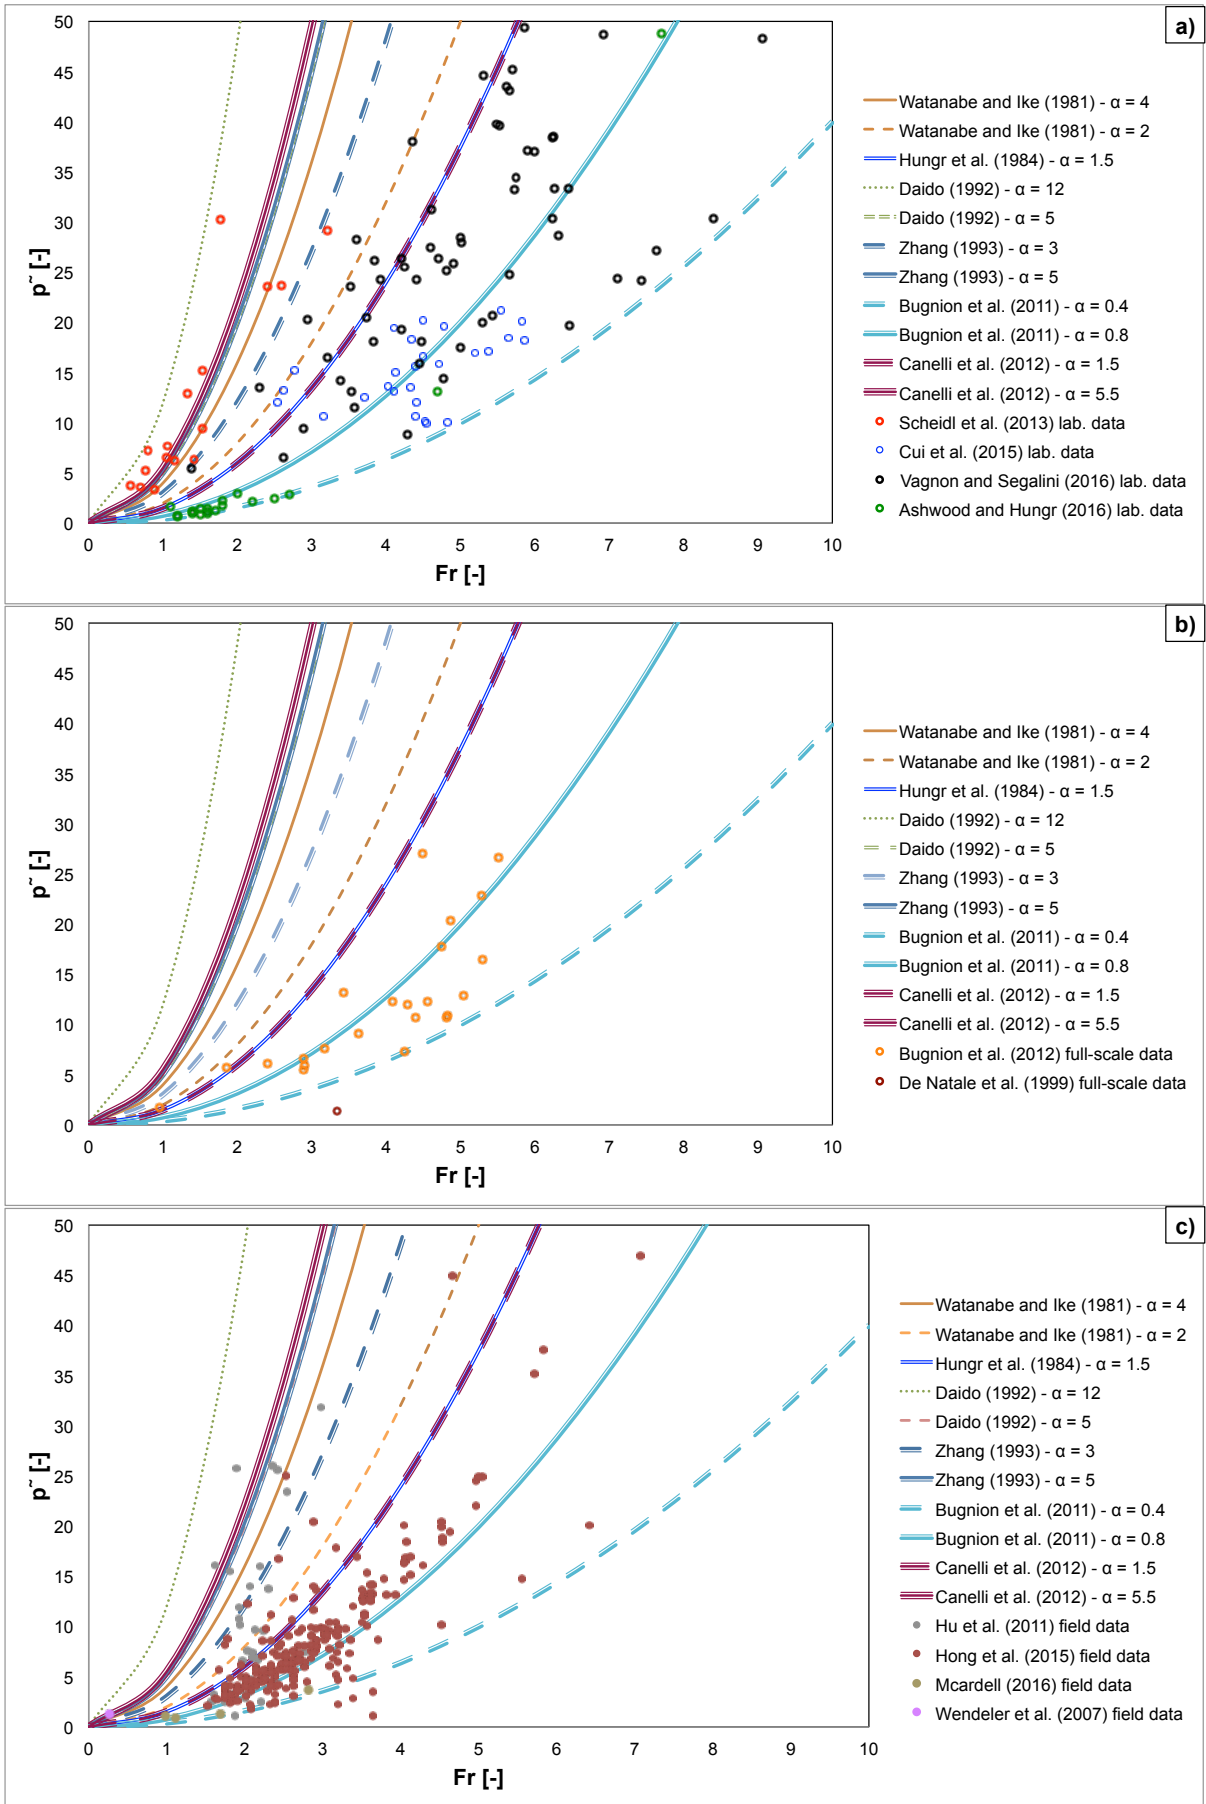 a)
50
45
40
35
30
25
20
15
10
5
0
p˜ [-]
0 1 2 3 4 5 6 7 8 9 10
Fr [-]
Watanabe and Ike (1981) - α = 4
Watanabe and Ike (1981) - α = 2
Hungr et al. (1984) - α = 1.5
Daido (1992) - α = 12
Daido (1992) - α = 5
Zhang (1993) - α = 3
Zhang (1993) - α = 5
Bugnion et al. (2011) - α = 0.4
Bugnion et al. (2011) - α = 0.8
Canelli et al. (2012) - α = 1.5
Canelli et al. (2012) - α = 5.5
Scheidl et al. (2013) lab. data
Cui et al. (2015) lab. data
Vagnon and Segalini (2016) lab. data
Ashwood and Hungr (2016) lab. data
b)
50
45
40
35
30
25
20
15
10
5
0
p˜ [-]
0 1 2 3 4 5 6 7 8 9 10
Fr [-]
Watanabe and Ike (1981) - α = 4
Watanabe and Ike (1981) - α = 2
Hungr et al. (1984) - α = 1.5
Daido (1992) - α = 12
Daido (1992) - α = 5
Zhang (1993) - α = 3
Zhang (1993) - α = 5
Bugnion et al. (2011) - α = 0.4
Bugnion et al. (2011) - α = 0.8
Canelli et al. (2012) - α = 1.5
Canelli et al. (2012) - α = 5.5
Bugnion et al. (2012) full-scale data
De Natale et al. (1999) full-scale data
c)
50
45
40
35
30
25
20
15
10
5
0
p˜ [-]
0 1 2 3 4 5 6 7 8 9 10
Fr [-]
Watanabe and Ike (1981) - α = 4
Watanabe and Ike (1981) - α = 2
Hungr et al. (1984) - α = 1.5
Daido (1992) - α = 12
Daido (1992) - α = 5
Zhang (1993) - α = 3
Zhang (1993) - α = 5
Bugnion et al. (2011) - α = 0.4
Bugnion et al. (2011) - α = 0.8
Canelli et al. (2012) - α = 1.5
Canelli et al. (2012) - α = 5.5
Hu et al. (2011) field data
Hong et al. (2015) field data
Mcardell (2016) field data
Wendeler et al. (2007) field data